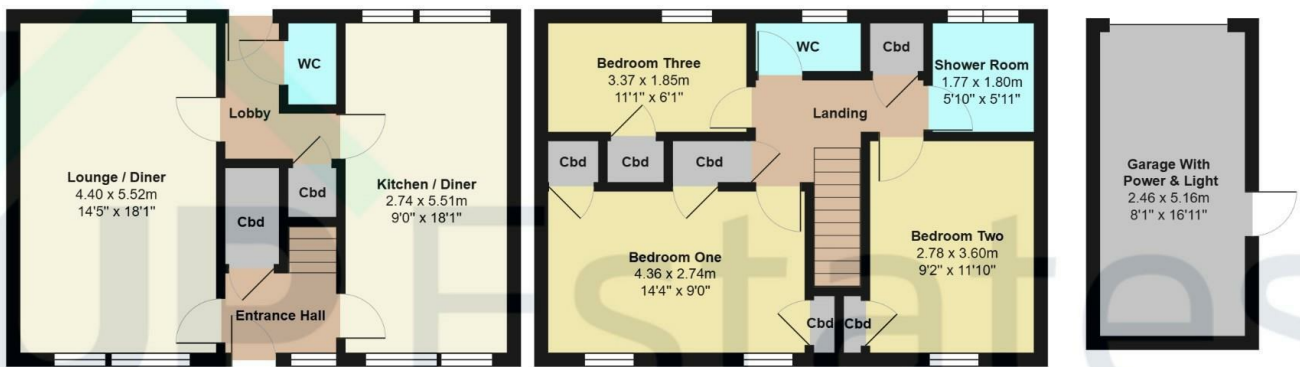 WC
Lobby
Lounge / Diner
4.40 x 5.52m
14'5" x 18'1"
Kitchen / Diner
2.74 x 5.51m
9'0" x 18'1"
Cbd
Cbd
Entrance Hall
Bedroom Three
3.37 x 1.85m
11'1" x 6'1"
WC
Cbd
Shower Room
1.77 x 1.80m
5'10" x 5'11"
Landing
Cbd
Cbd
Cbd
Bedroom One
4.36 x 2.74m
14'4" x 9'0"
Bedroom Two
2.78 x 3.60m
9'2" x 11'10"
Cbd
Cbd
Garage With
Power & Light
2.46 x 5.16m
8'1" x 16'11"
UP Estates